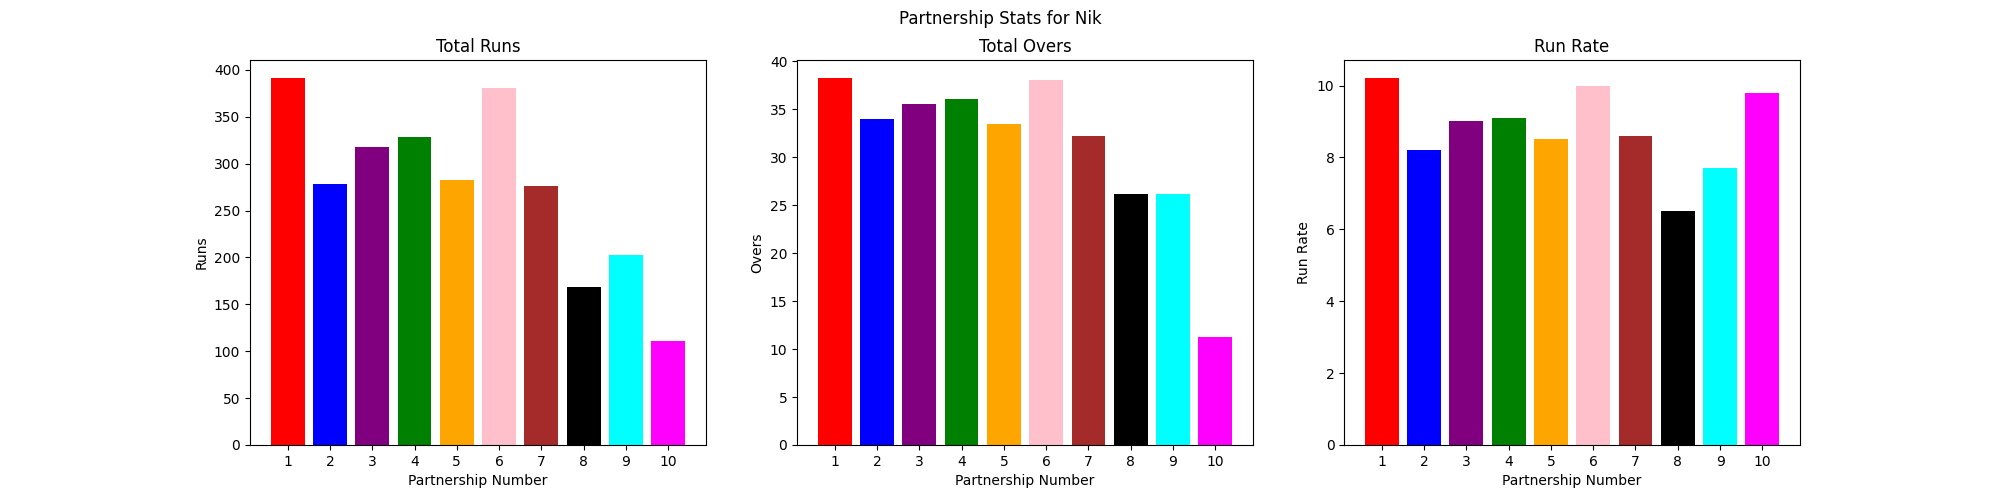 Partnership Stats for Nik
Total Runs
400
350
300
250
200
150
100
50
0
Runs
1 2 3 4 5 6 7 8 9 10
Partnership Number
Total Overs
40
35
30
25
20
15
10
5
0
Overs
1 2 3 4 5 6 7 8 9 10
Partnership Number
Run Rate
10
8
6
4
2
0
Run Rate
1 2 3 4 5 6 7 8 9 10
Partnership Number